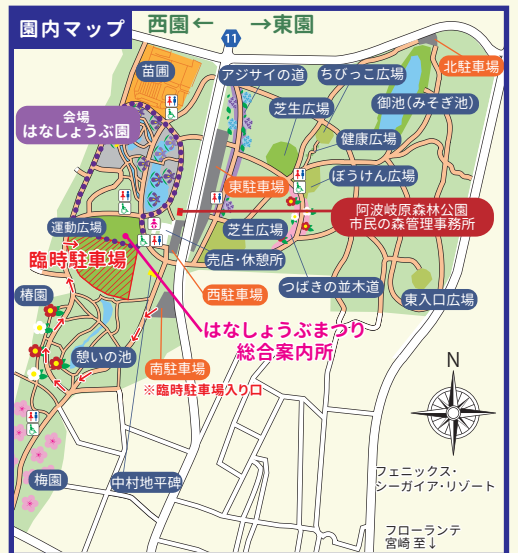 園内マップ
西園← →東園
11
苗圃
アジサイの道
ちびっこ広場
北駐車場
芝生広場
御池(みそぎ池)
会場
はなしょうぶ園
健康広場
ぼうけん広場
東駐車場
阿波岐原森林公園
市民の森管理事務所
運動広場
芝生広場
臨時駐車場
売店・休憩所
椿園
西駐車場
つばきの並木道
東入口広場
はなしょうぶまつり
総合案内所
憩いの池
南駐車場
※臨時駐車場入り口
N
梅園
中村地平碑
フェニックス・
シーガイア・リゾート
フローランテ
宮崎 至↓